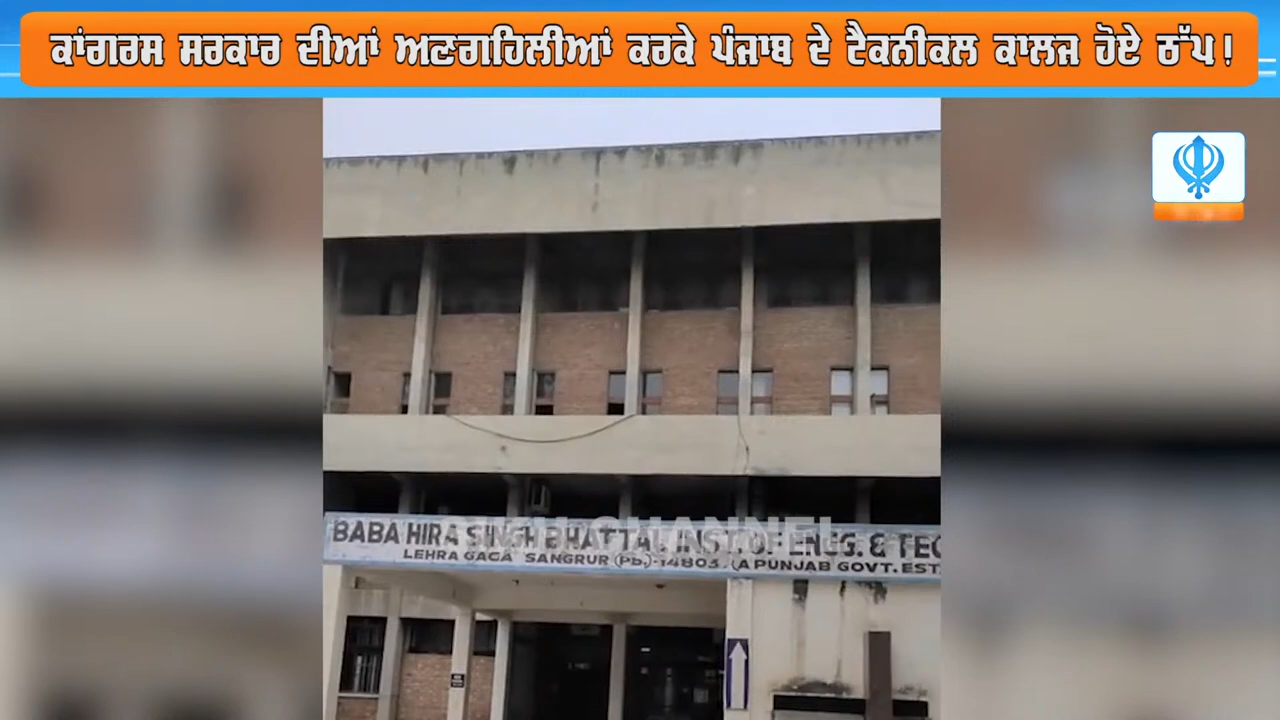 ਕਾਂਗਰਸ ਸਰਕਾਰ ਦੀਆਂ ਅਣਗਹਿਲੀਆਂ ਕਰਕੇ ਪੰਜਾਬ ਦੇ ਟੈਕਨੀਕਲ ਕਾਲਜ ਹੋਏ ਠੱਪ!
BABA HIRA SINGH BHATTAL INST. OF ENGG. & TEC
LEHRA GAGA SANGRUR (PB.)-14803. (A PUNJAB GOVT. EST.
CHANNEL